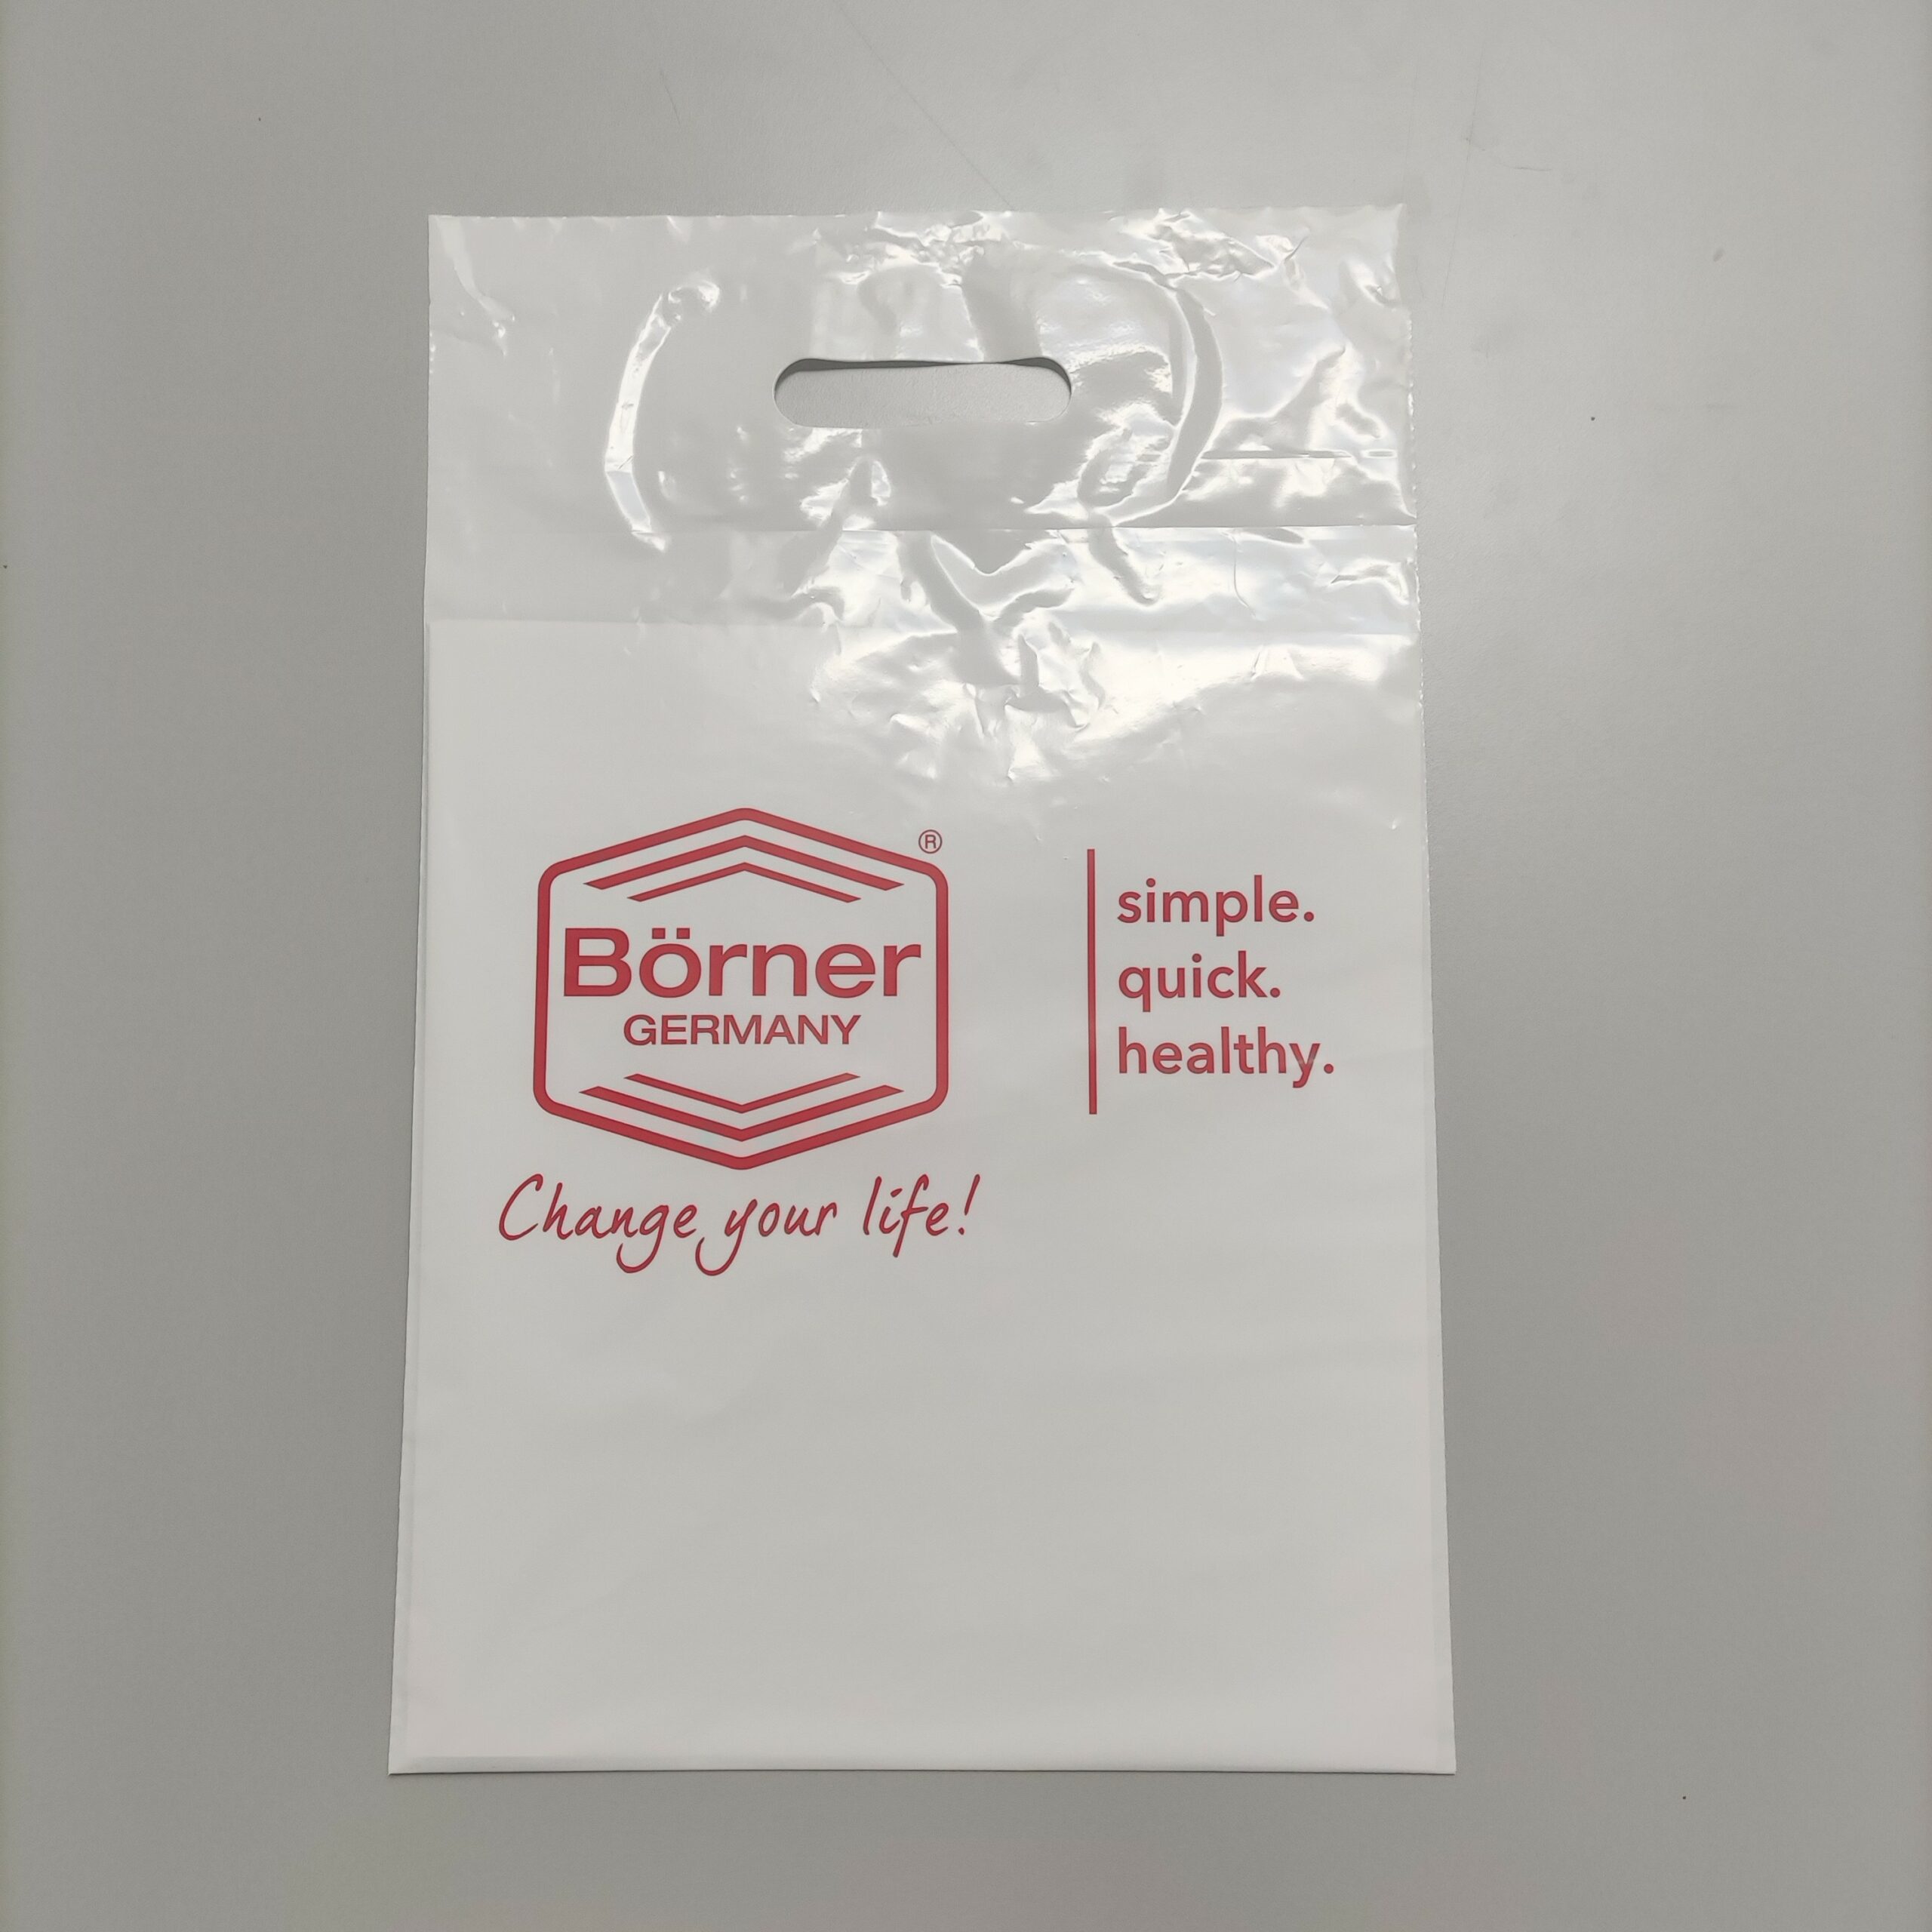 ®
Börner
GERMANY
Change your life!
simple.
quick.
healthy.